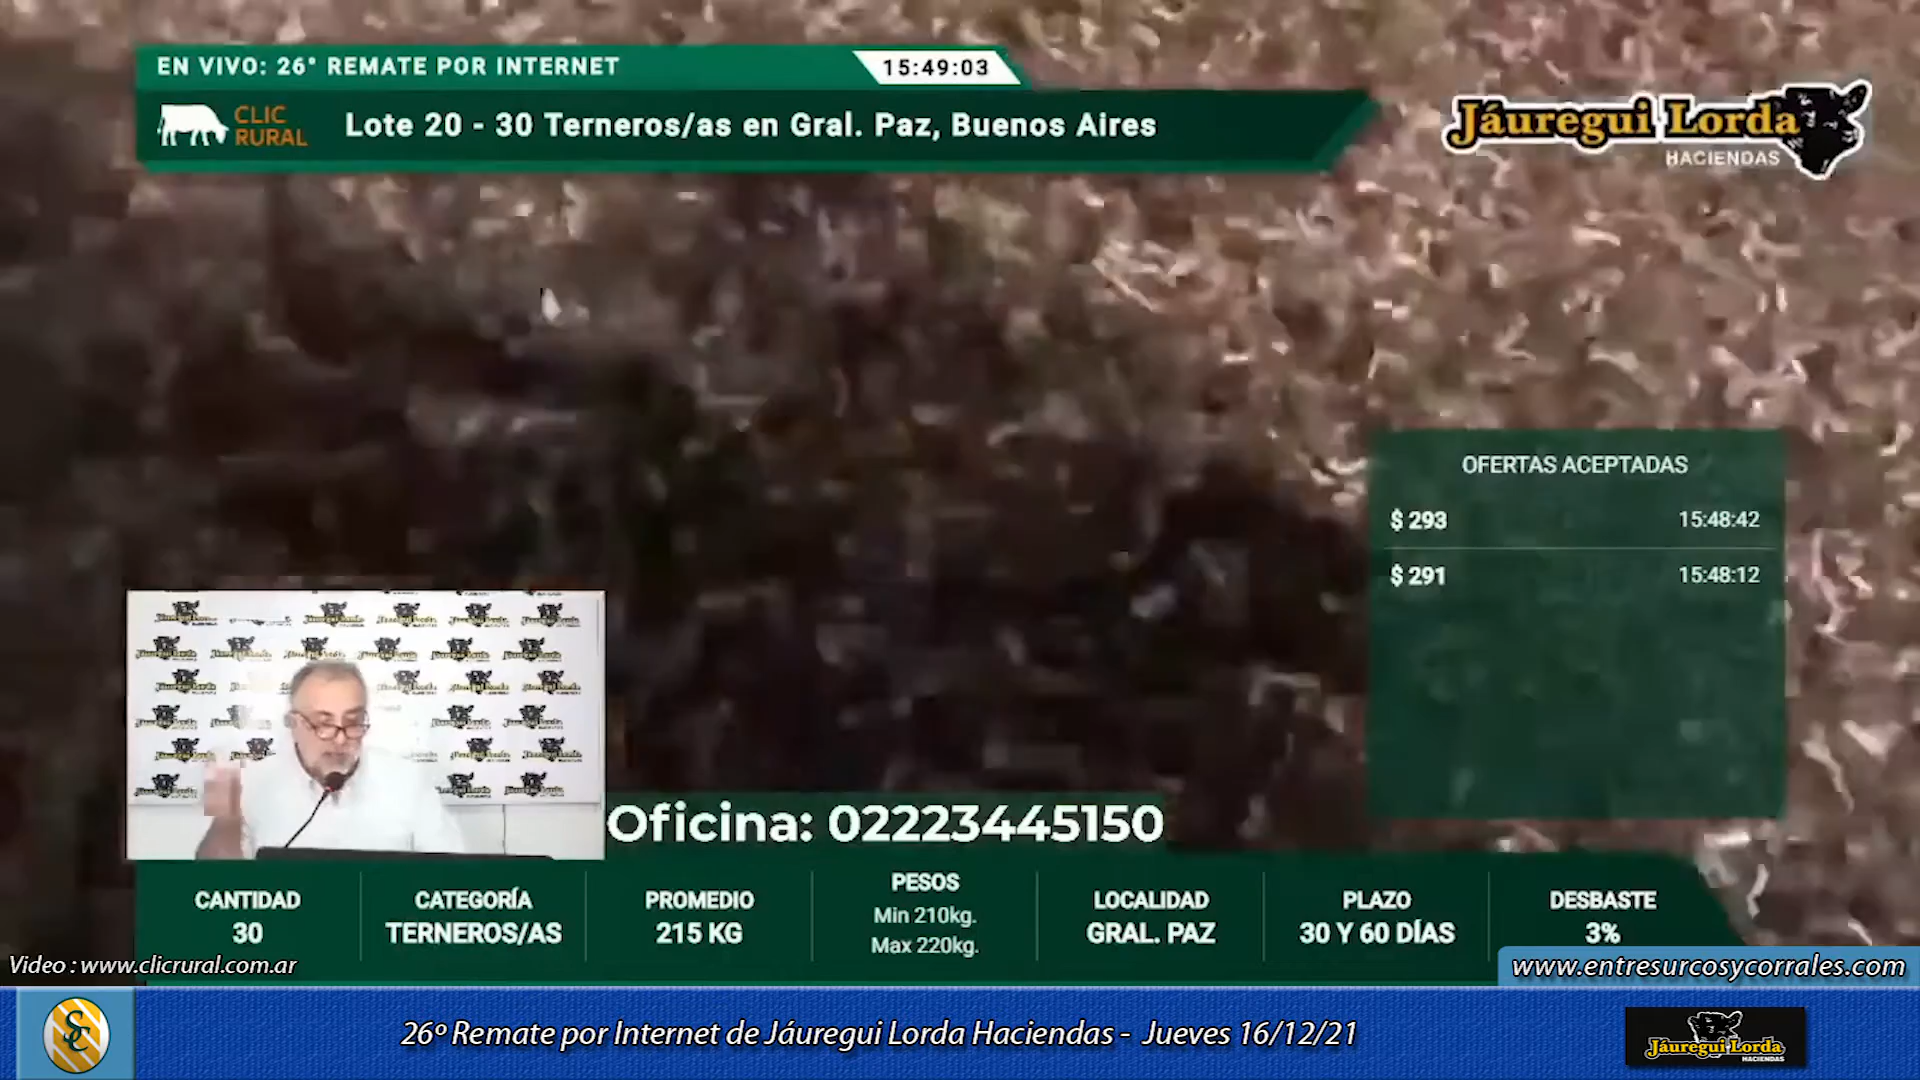 EN VIVO: 26° REMATE POR INTERNET
15:49:03
CLIC
RURAL
Lote 20 - 30 Terneros/as en Gral. Paz, Buenos Aires
Jáuregui Lorda
HACIENDAS
OFERTAS ACEPTADAS
$ 293 15:48:42
$ 291 15:48:12
Oficina: 02223445150
CANTIDAD
30
CATEGORÍA
TERNEROS/AS
PROMEDIO
215 KG
PESOS
Min 210kg.
Max 220kg.
LOCALIDAD
GRAL. PAZ
PLAZO
30 Y 60 DÍAS
DESBASTE
3%
Video : www.clicrural.com.ar
www.entresurcosycorrales.com
SC
26º Remate por Internet de Jáuregui Lorda Haciendas - Jueves 16/12/21
Jáuregui Lorda
HACIENDAS